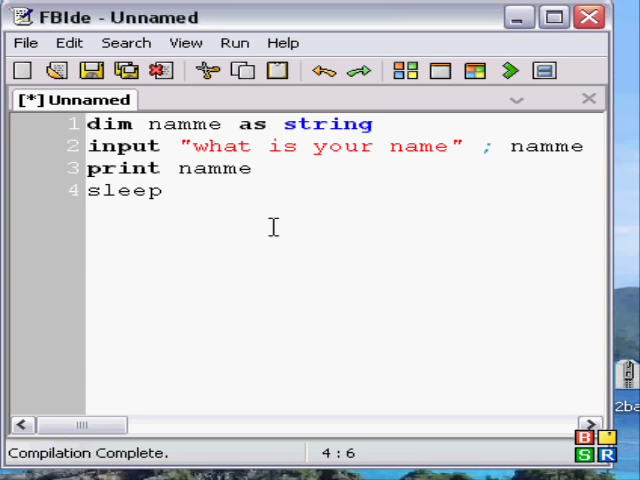 FBIde - Unnamed
File Edit Search View Run Help
[*] Unnamed
1 dim namme as string
2 input "what is your name" ; namme
3 print namme
4 sleep
2ba
B
S R
Compilation Complete. 4 : 6